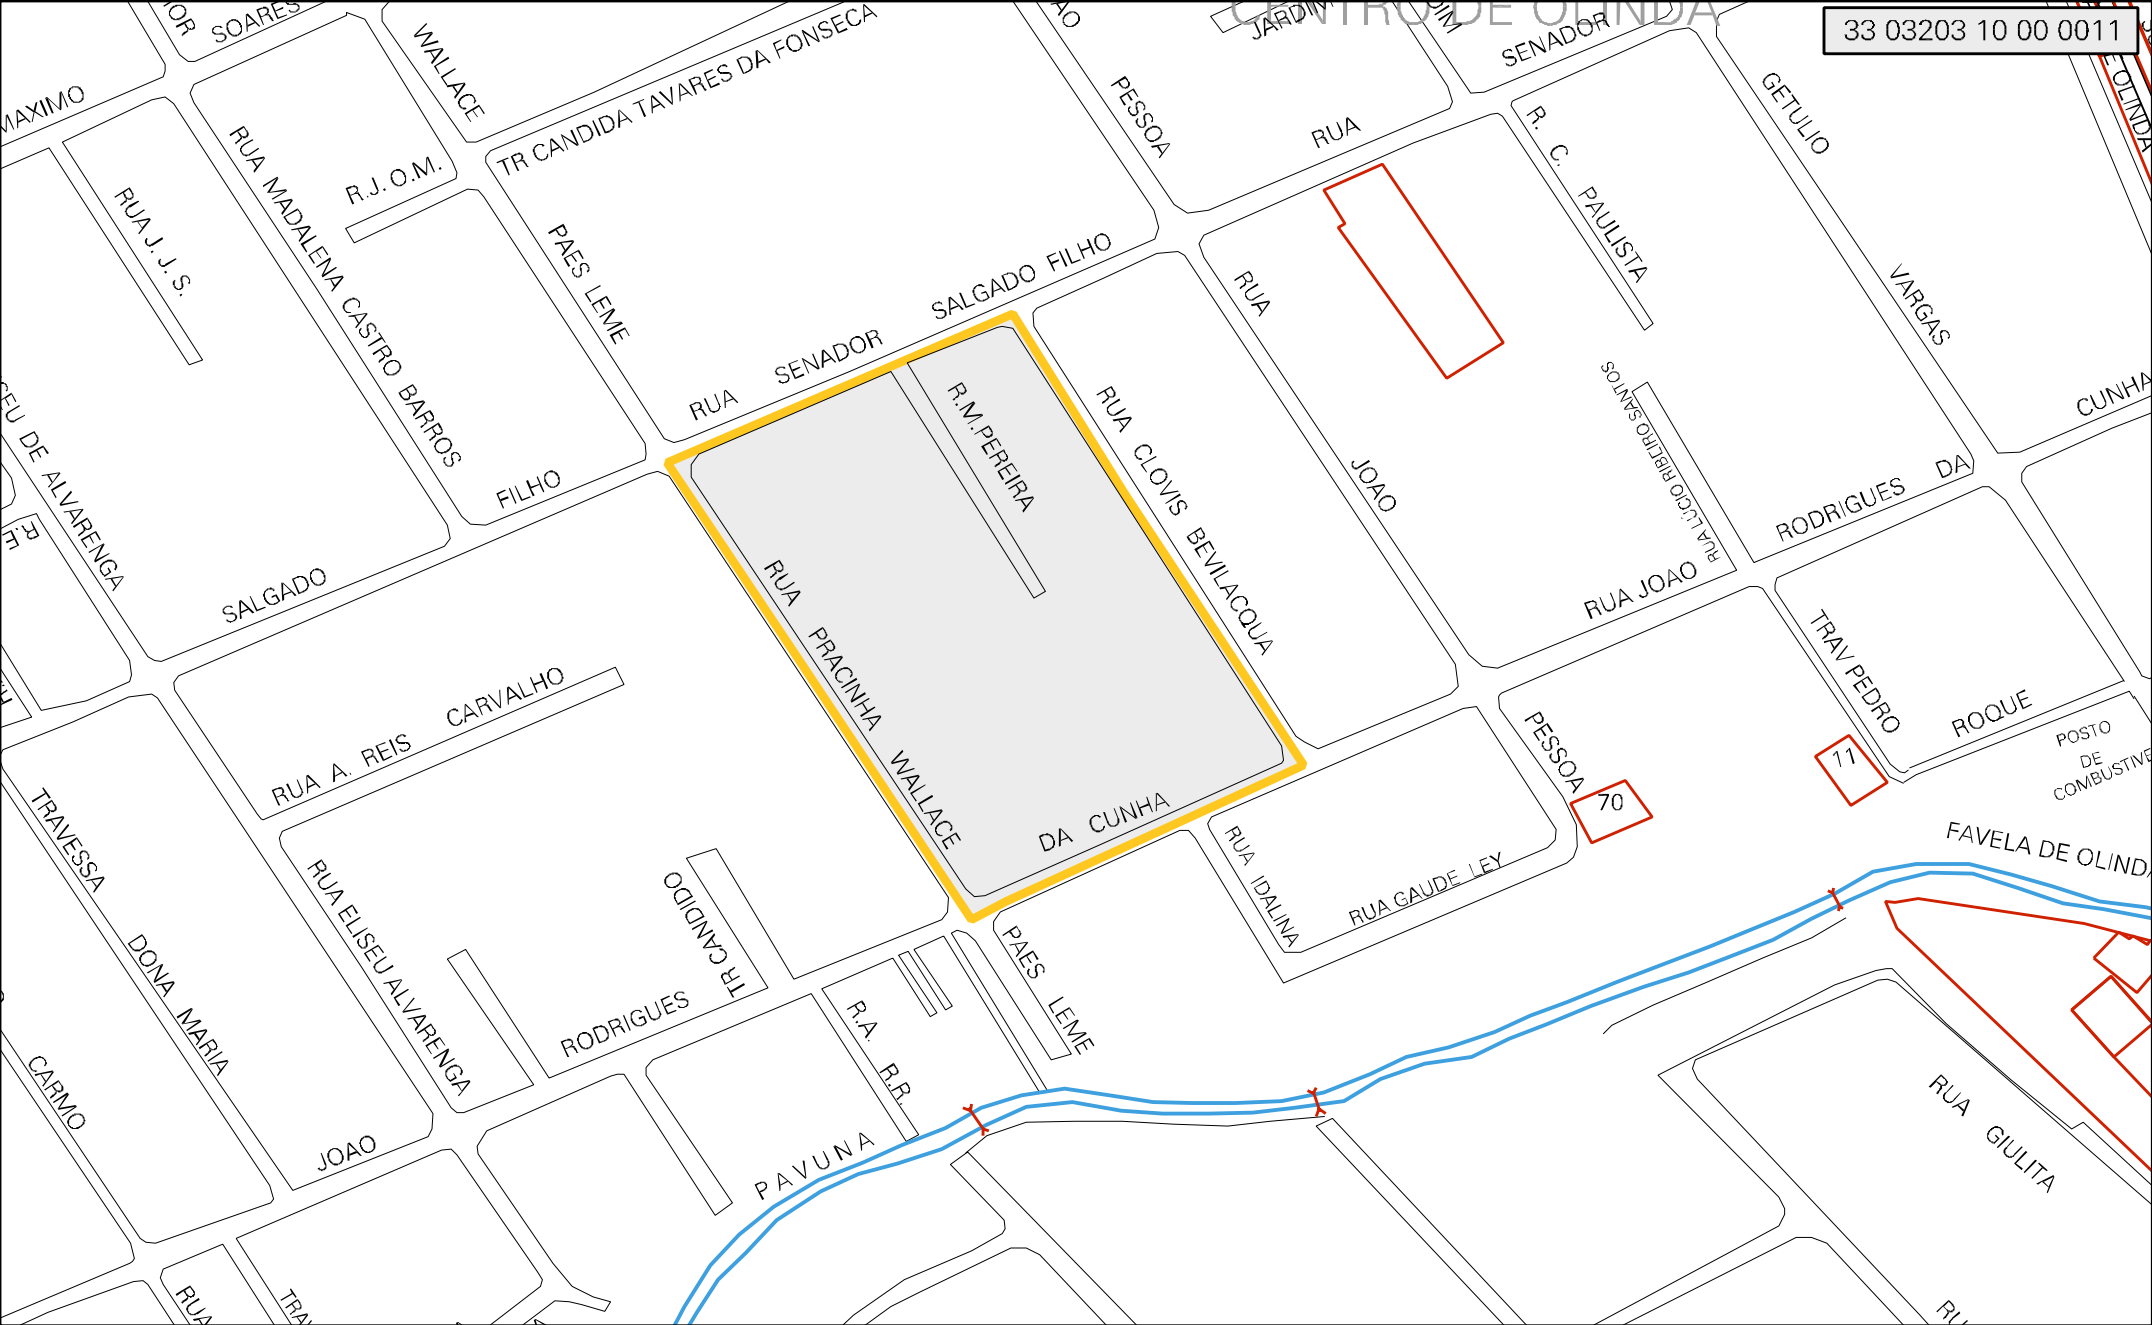 CENTRO DE OLINDA
33 03203 10 00 0011
SOARES
WALLACE
TR CANDIDA TAVARES DA FONSECA
PESSOA
JARDIM
SENADOR
MAXIMO
RUA J. J. S.
RUA MADALENA CASTRO BARROS
R.J. O.M.
PAES LEME
RUA
R. C. PAULISTA
GETULIO VARGAS
E OLINDA
RUA SENADOR SALGADO FILHO
RUA JOAO
R.M.PEREIRA
RUA CLOVIS BEVILACQUA
RUA LÚCIO RIBEIRO SANTOS
CUNHA
DE ALVARENGA
R.E.
SALGADO FILHO
RUA JOAO RODRIGUES DA
RUA PRACINHA WALLACE
RUA A. REIS CARVALHO
TRAV PEDRO
ROQUE
PESSOA
70
11
POSTO
DE
FAVELA DE OLINDA
DA CUNHA
RUA IDALINA
RUA GAUDE LEY
TRAVESSA DONA MARIA
RUA ELISEU ALVARENGA
TR CANDIDO
PAES LEME
JOAO RODRIGUES
R.A. R.R.
CARMO
PAVUNA
RUA GIULITA
RUA